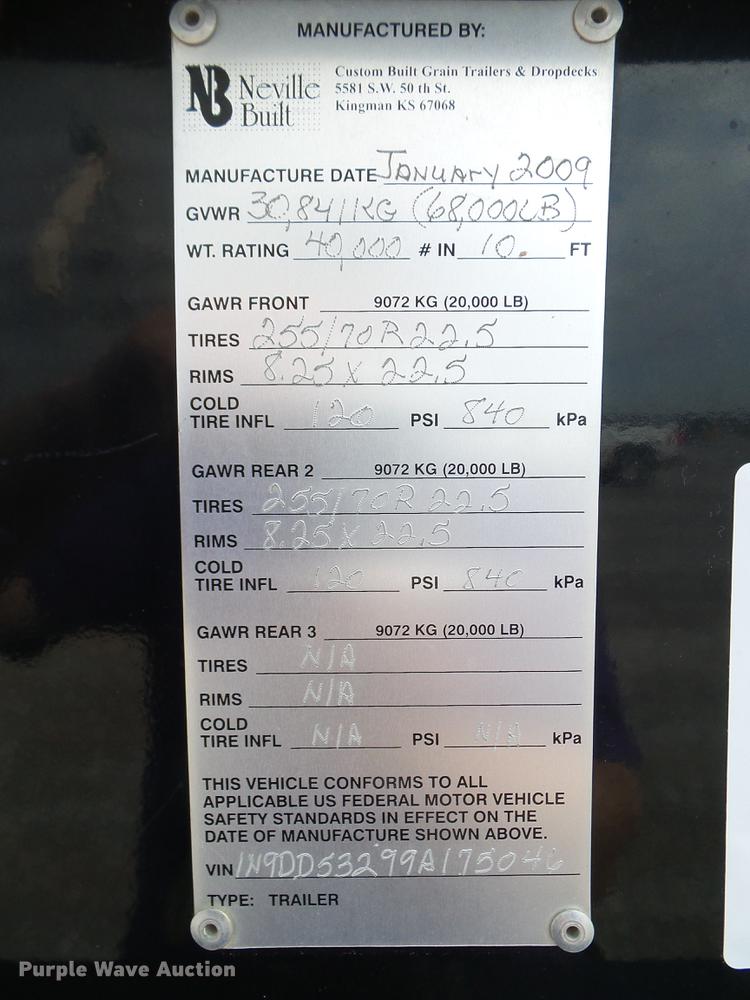 MANUFACTURED BY:
NB Neville Built
Custom Built Grain Trailers & Dropdecks
5581 S.W. 50 th St.
Kingman KS 67068
MANUFACTURE DATE JANUARY 2009
GVWR 30,841KG (68,000LB)
WT. RATING 40,000 # IN 10. FT
GAWR FRONT 9072 KG (20,000 LB)
TIRES 255/70R22.5
RIMS 8.25 X 22.5
COLD
TIRE INFL 120 PSI 840 kPa
GAWR REAR 2 9072 KG (20,000 LB)
TIRES 255/70R 22.5
RIMS 8.25 X 22.5
COLD
TIRE INFL 120 PSI 840 kPa
GAWR REAR 3 9072 KG (20,000 LB)
TIRES N/A
RIMS N/A
COLD
TIRE INFL N/A PSI N/A kPa
THIS VEHICLE CONFORMS TO ALL
APPLICABLE US FEDERAL MOTOR VEHICLE
SAFETY STANDARDS IN EFFECT ON THE
DATE OF MANUFACTURE SHOWN ABOVE.
VIN 1N9DD53299A175046
TYPE: TRAILER
Purple Wave Auction